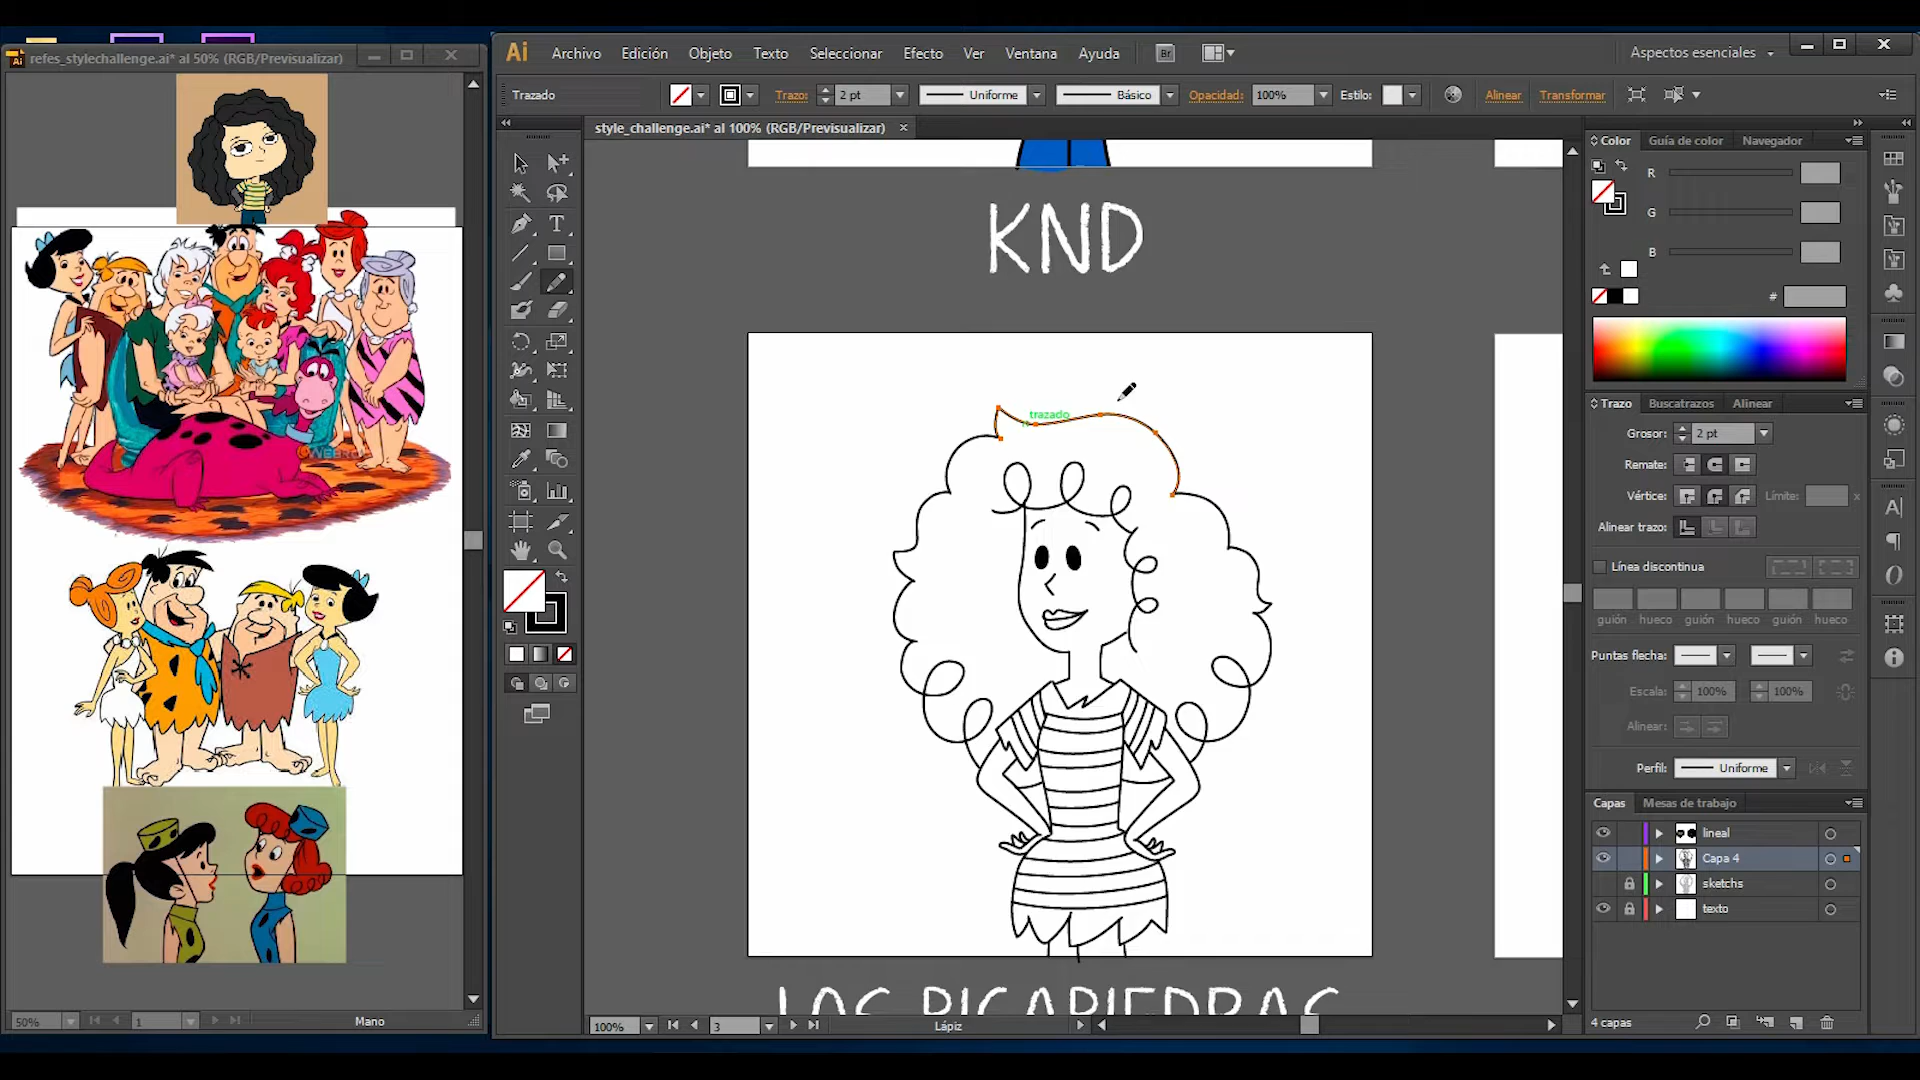 refes_stylechallenge.ai* al 50% (RGB/Previsualizar)
Ai
Archivo Edición Objeto Texto Seleccionar Efecto Ver Ventana Ayuda
Br
Aspectos esenciales
Trazado
Trazo: 2 pt
Uniforme
Básico
Opacidad: 100%
Estilo:
Alinear
Transformar
style_challenge.ai* al 100% (RGB/Previsualizar)
Color Guía de color Navegador
R
G
B
#
KND
trazado
Trazo Buscatrazos Alinear
Grosor: 2 pt
Remate:
Vértice: Límite: x
Alinear trazo:
Línea discontinua
guión hueco guión hueco guión hueco
Puntas flecha:
Escala: 100% 100%
Alinear:
Perfil: Uniforme
Capas Mesas de trabajo
lineal
Capa 4
sketchs
texto
4 capas
LOS PICAPIEDRAS
50% 1 Mano
100% 3 Lápiz